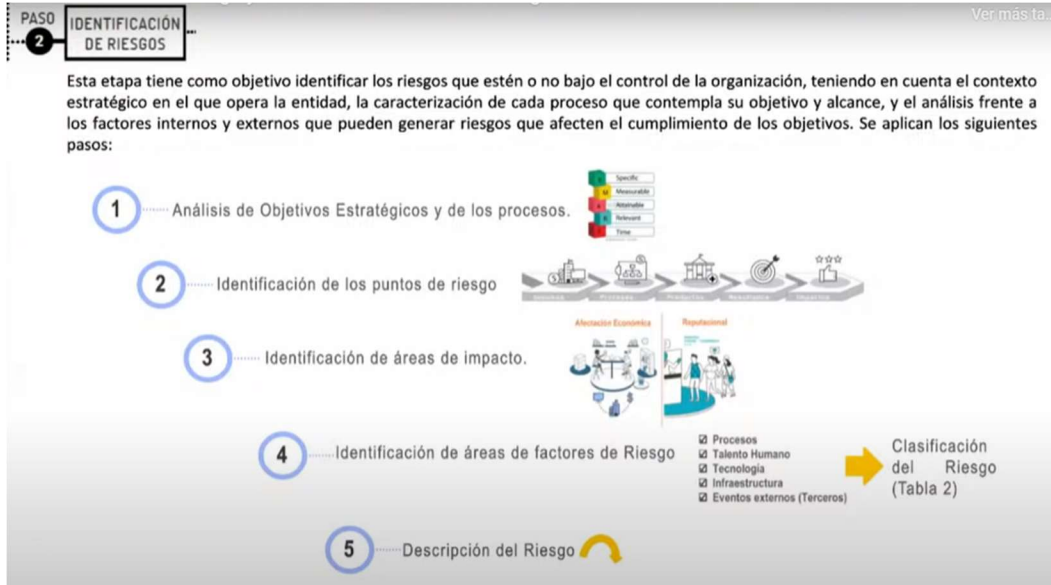 Ver más ta..
PASO
2
IDENTIFICACIÓN
DE RIESGOS
Esta etapa tiene como objetivo identificar los riesgos que estén o no bajo el control de la organización, teniendo en cuenta el contexto
estratégico en el que opera la entidad, la caracterización de cada proceso que contempla su objetivo y alcance, y el análisis frente a
los factores internos y externos que pueden generar riesgos que afecten el cumplimiento de los objetivos. Se aplican los siguientes
pasos:
1
Análisis de Objetivos Estratégicos y de los procesos.
Specific
M Measurable
Attainable
Relevant
Time
2
Identificación de los puntos de riesgo
Procesos
Productos
Resultados
Impactos
3
Identificación de áreas de impacto.
Afectación Económica
Reputacional
4
Identificación de áreas de factores de Riesgo
Procesos
Talento Humano
Tecnología
Infraestructura
Eventos externos (Terceros)
Clasificación
del Riesgo
(Tabla 2)
5
Descripción del Riesgo